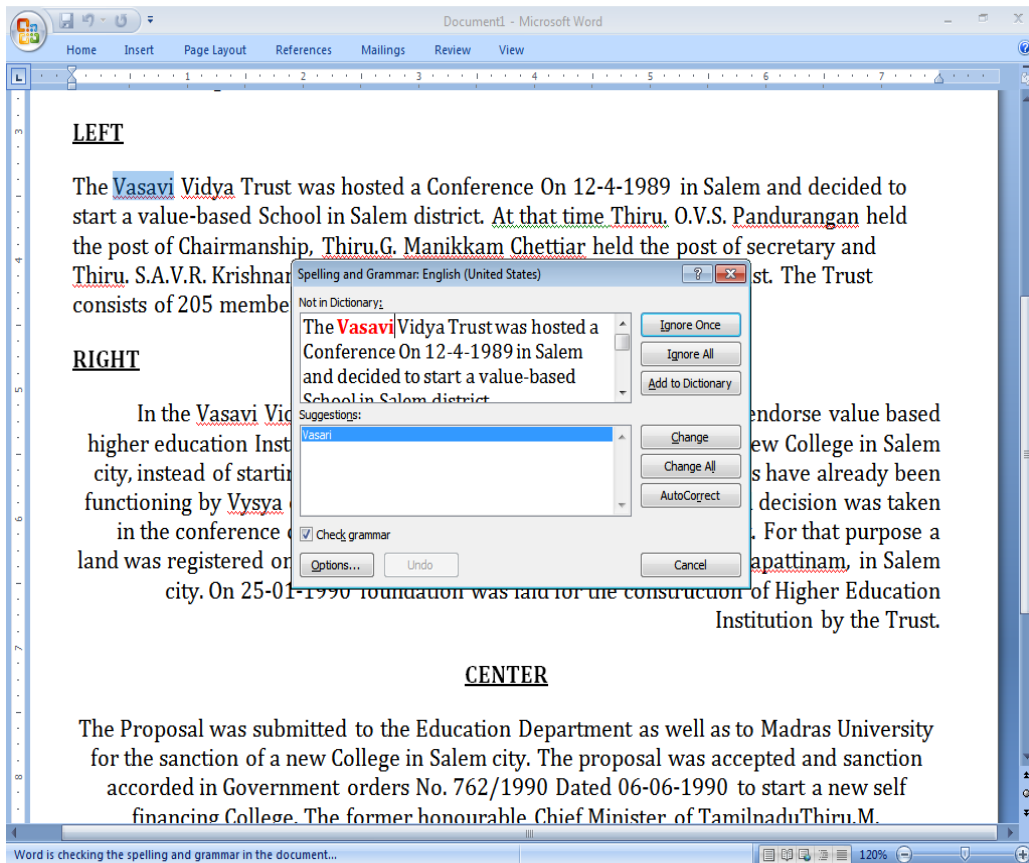 Document1 - Microsoft Word
Home Insert Page Layout References Mailings Review View
1 2 3 4 5 6 7
LEFT
The Vasavi Vidya Trust was hosted a Conference On 12-4-1989 in Salem and decided to
start a value-based School in Salem district. At that time Thiru. O.V.S. Pandurangan held
the post of Chairmanship, Thiru.G. Manikkam Chettiar held the post of secretary and
Thiru. S.A.V.R. Krishnan st. The Trust
consists of 205 membe
Spelling and Grammar: English (United States)
Not in Dictionary:
The Vasavi Vidya Trust was hosted a
Conference On 12-4-1989 in Salem
and decided to start a value-based
School in Salem district.
Ignore Once
Ignore All
Add to Dictionary
Suggestions:
Vasari
Change
Change All
AutoCorrect
Check grammar
Options... Undo Cancel
RIGHT
In the Vasavi Vid endorse value based
higher education Inst ew College in Salem
city, instead of startin s have already been
functioning by Vysya decision was taken
in the conference . For that purpose a
land was registered on apattinam, in Salem
city. On 25-01-1990 foundation was laid for the construction of Higher Education
Institution by the Trust.
CENTER
The Proposal was submitted to the Education Department as well as to Madras University
for the sanction of a new College in Salem city. The proposal was accepted and sanction
accorded in Government orders No. 762/1990 Dated 06-06-1990 to start a new self
financing College. The former honourable Chief Minister of TamilnaduThiru.M.
Word is checking the spelling and grammar in the document... 120%